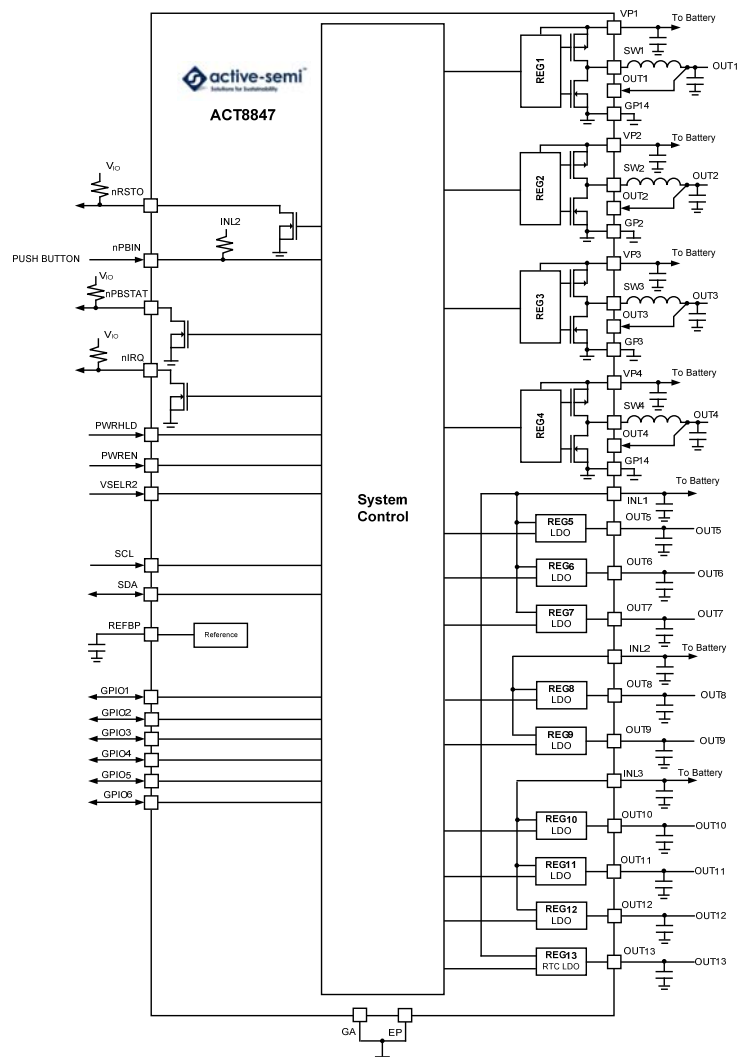 active-semi™
Solutions for Sustainability
ACT8847
V_IO
nRSTO
INL2
PUSH BUTTON
nPBIN
V_IO
nPBSTAT
V_IO
nIRQ
PWRHLD
PWREN
VSELR2
SCL
SDA
REFBP
Reference
GPIO1
GPIO2
GPIO3
GPIO4
GPIO5
GPIO6
System
Control
REG1
VP1
To Battery
SW1
OUT1
OUT1
GP14
REG2
VP2
To Battery
SW2
OUT2
OUT2
GP2
REG3
VP3
To Battery
SW3
OUT3
OUT3
GP3
REG4
VP4
To Battery
SW4
OUT4
OUT4
GP14
To Battery
INL1
REG5
LDO
OUT5
OUT5
REG6
LDO
OUT6
OUT6
REG7
LDO
OUT7
OUT7
INL2
To Battery
REG8
LDO
OUT8
OUT8
REG9
LDO
OUT9
OUT9
INL3
To Battery
REG10
LDO
OUT10
OUT10
REG11
LDO
OUT11
OUT11
REG12
LDO
OUT12
OUT12
REG13
RTC LDO
OUT13
OUT13
GA
EP